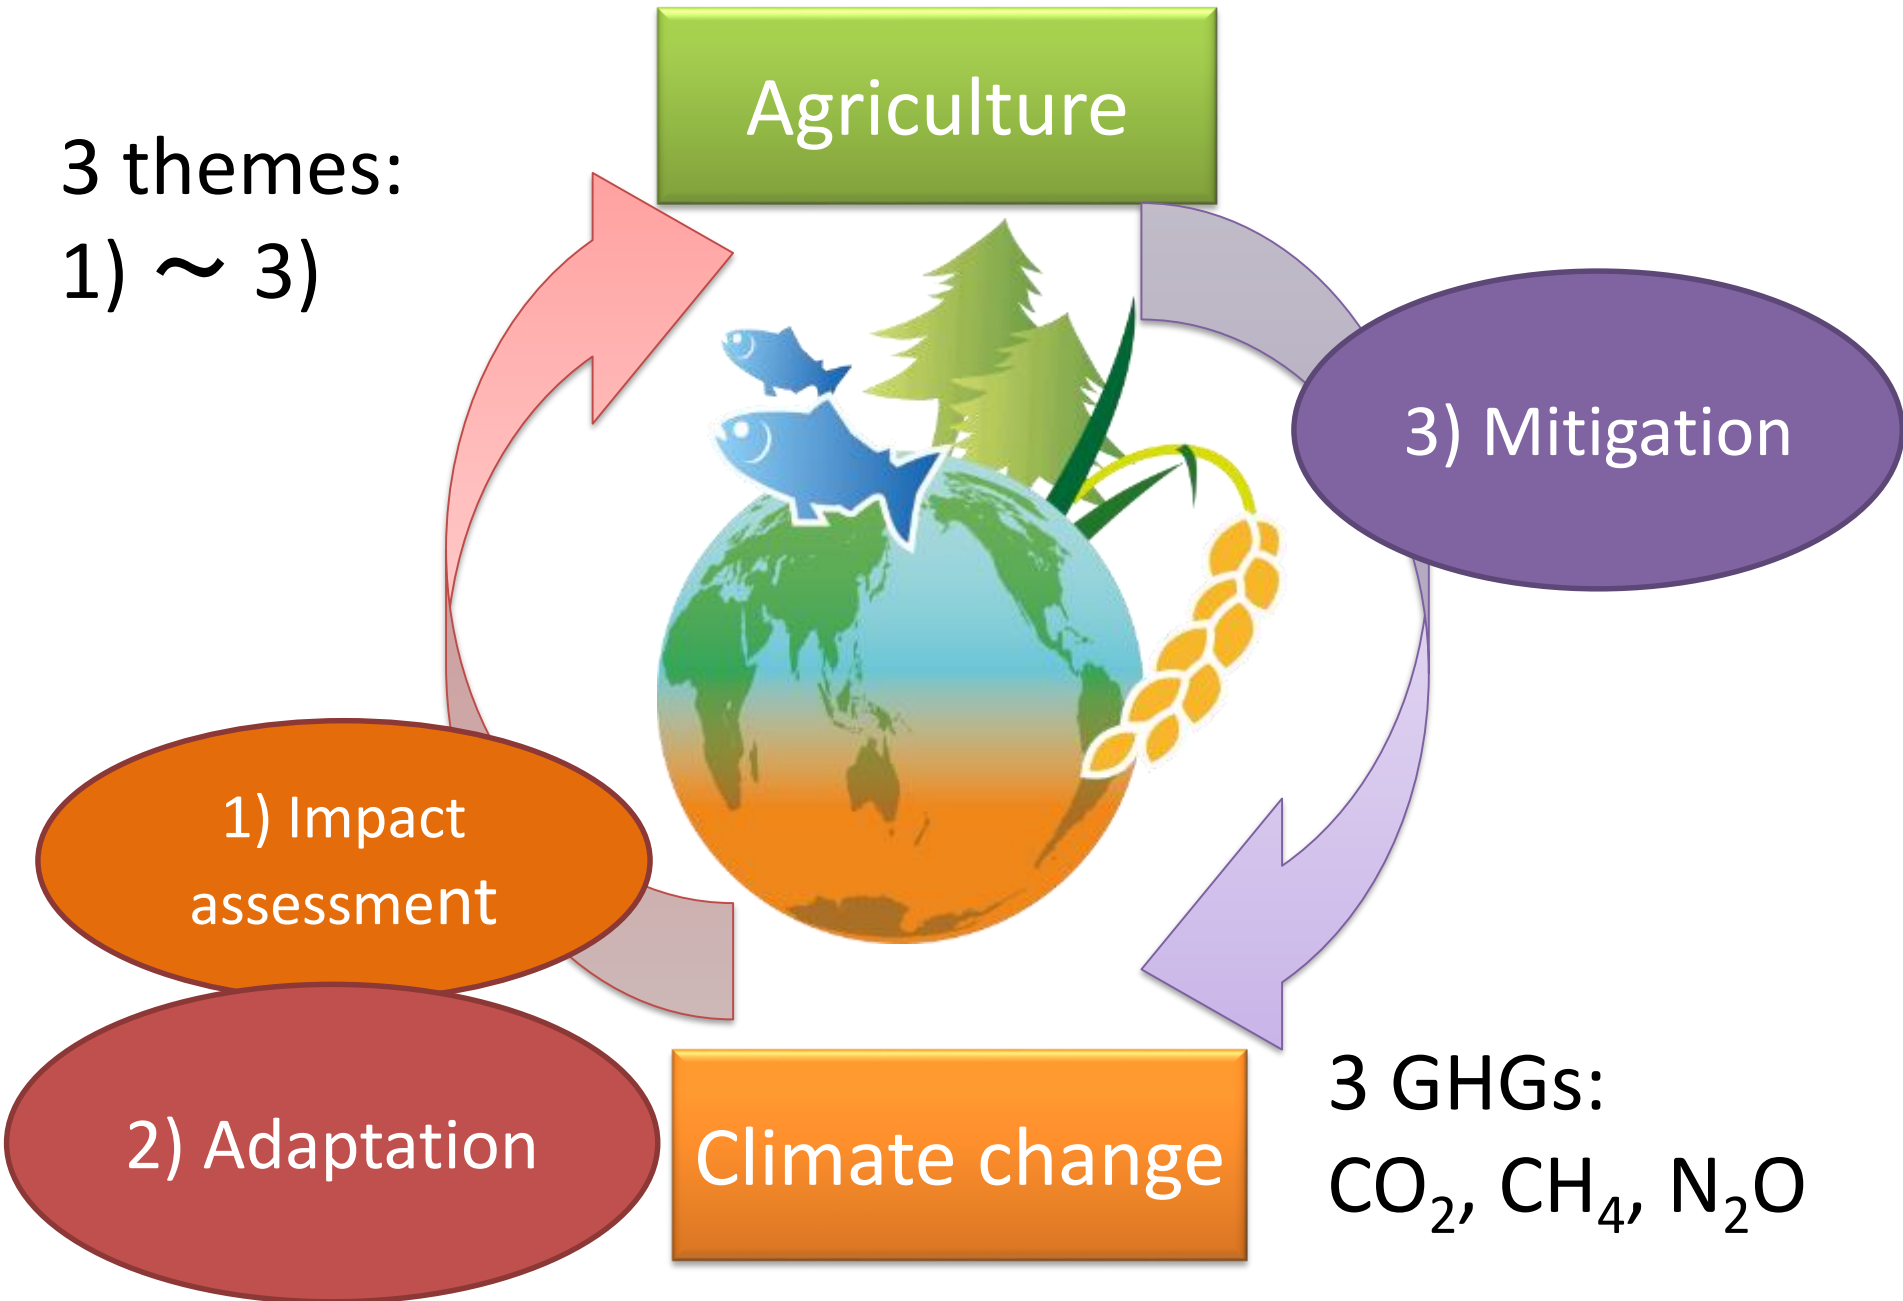 Agriculture
3 themes:
1) ～ 3)
3) Mitigation
1) Impact
assessment
2) Adaptation
Climate change
3 GHGs:
CO₂, CH₄, N₂O